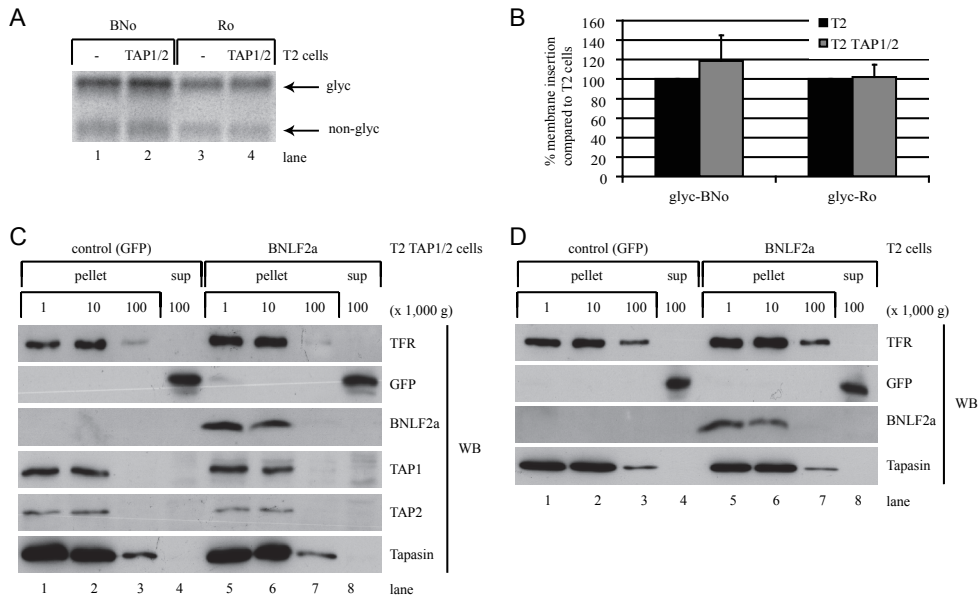 A
BNo Ro
- TAP1/2 - TAP1/2 T2 cells
glyc
non-glyc
1 2 3 4 lane
B
% membrane insertion
compared to T2 cells
160
140
120
100
80
60
40
20
0
T2
T2 TAP1/2
glyc-BNo glyc-Ro
C
control (GFP) BNLF2a T2 TAP1/2 cells
pellet sup pellet sup
1 10 100 100 1 10 100 100 (x 1,000 g)
TFR
GFP
BNLF2a
TAP1
TAP2
Tapasin
WB
1 2 3 4 5 6 7 8 lane
D
control (GFP) BNLF2a T2 cells
pellet sup pellet sup
1 10 100 100 1 10 100 100 (x 1,000 g)
TFR
GFP
BNLF2a
Tapasin
WB
1 2 3 4 5 6 7 8 lane